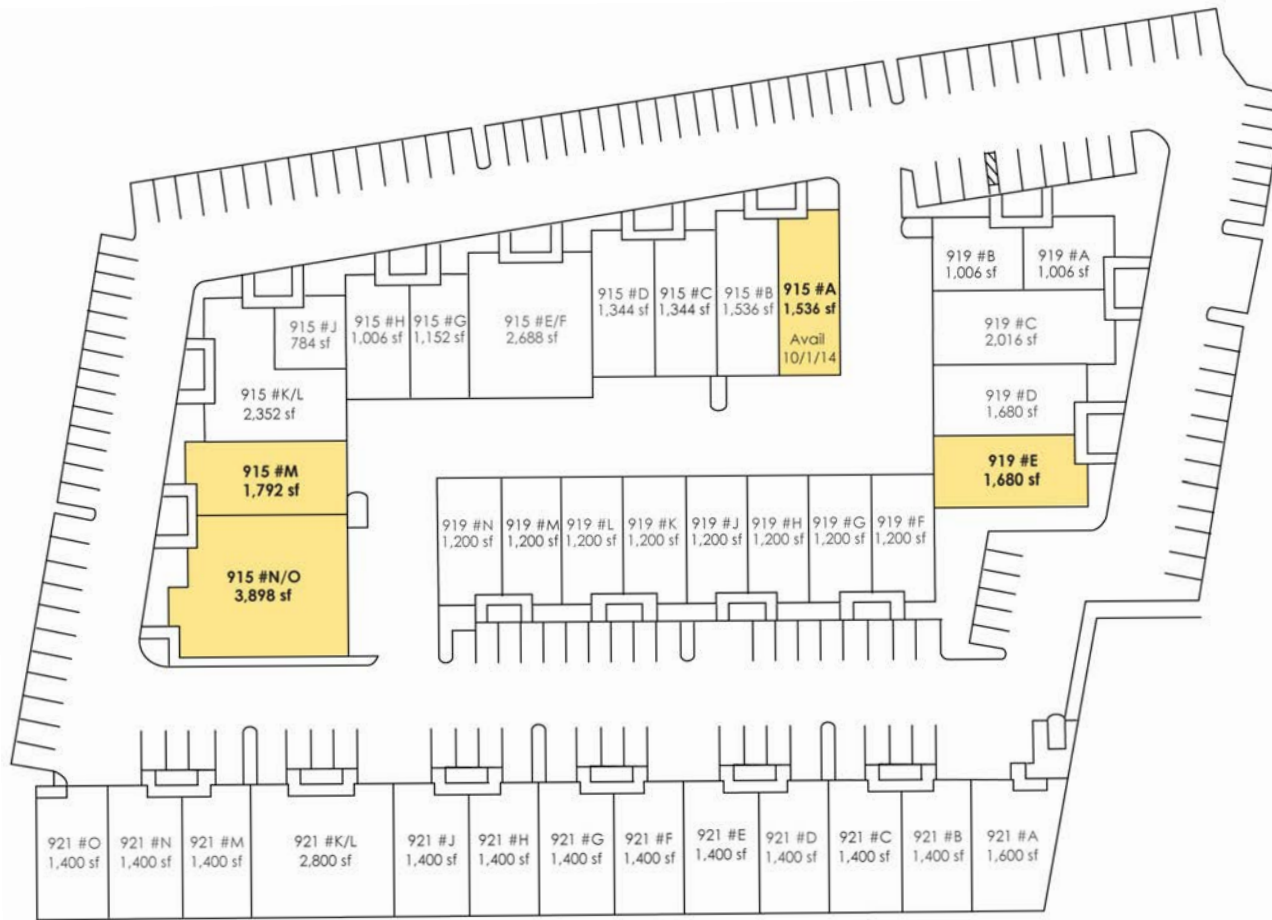 919 #B
1,006 sf
919 #A
1,006 sf
915 #D
1,344 sf
915 #C
1,344 sf
915 #B
1,536 sf
915 #A
1,536 sf
Avail
10/1/14
915 #J
784 sf
915 #H
1,006 sf
915 #G
1,152 sf
915 #E/F
2,688 sf
919 #C
2,016 sf
915 #K/L
2,352 sf
919 #D
1,680 sf
915 #M
1,792 sf
919 #E
1,680 sf
919 #N
1,200 sf
919 #M
1,200 sf
919 #L
1,200 sf
919 #K
1,200 sf
919 #J
1,200 sf
919 #H
1,200 sf
919 #G
1,200 sf
919 #F
1,200 sf
915 #N/O
3,898 sf
921 #O
1,400 sf
921 #N
1,400 sf
921 #M
1,400 sf
921 #K/L
2,800 sf
921 #J
1,400 sf
921 #H
1,400 sf
921 #G
1,400 sf
921 #F
1,400 sf
921 #E
1,400 sf
921 #D
1,400 sf
921 #C
1,400 sf
921 #B
1,400 sf
921 #A
1,600 sf